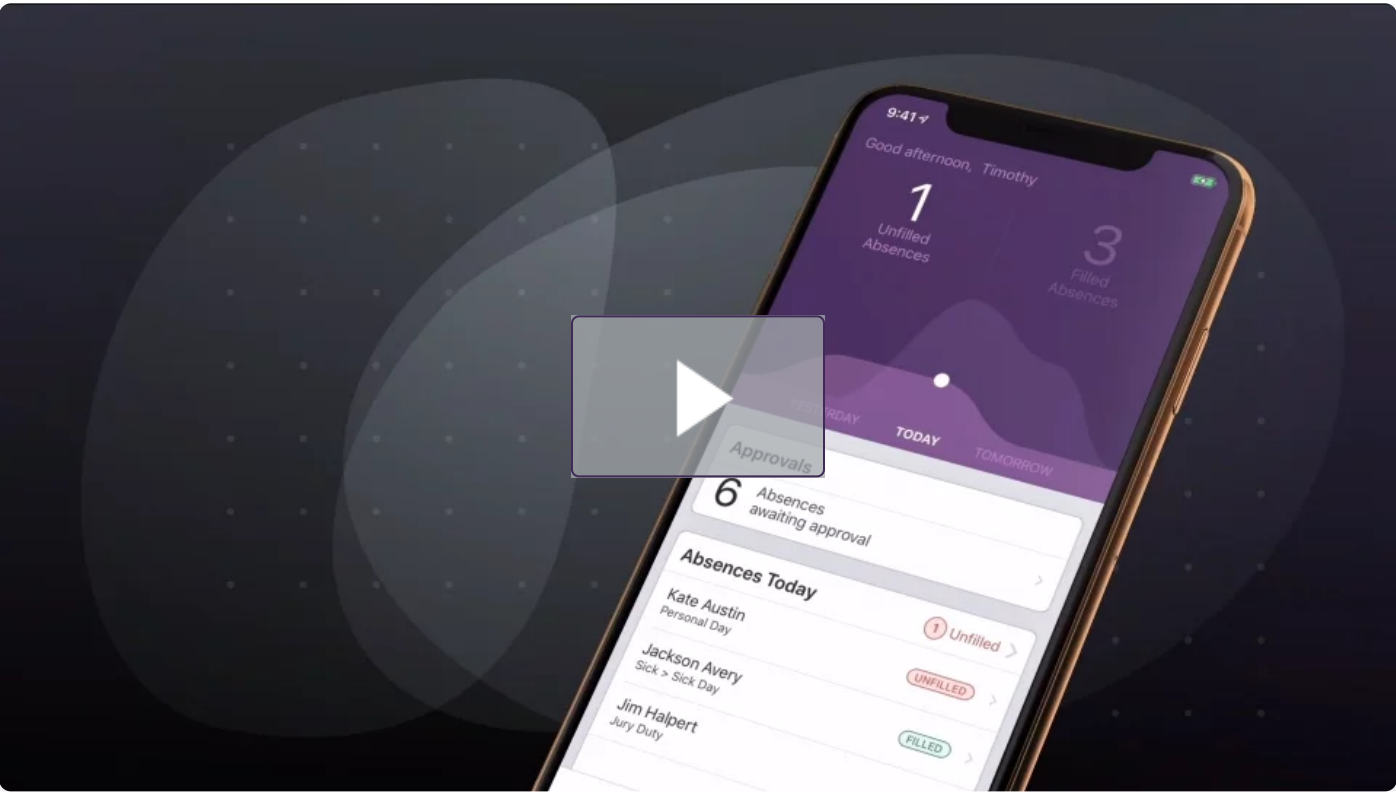 9:41
Good afternoon, Timothy
1
Unfilled
Absences
3
Filled
Absences
YESTERDAY
TODAY
TOMORROW
Approvals
6
Absences
awaiting approval
Absences Today
1 Unfilled
Kate Austin
Personal Day
UNFILLED
Jackson Avery
Sick > Sick Day
FILLED
Jim Halpert
Jury Duty